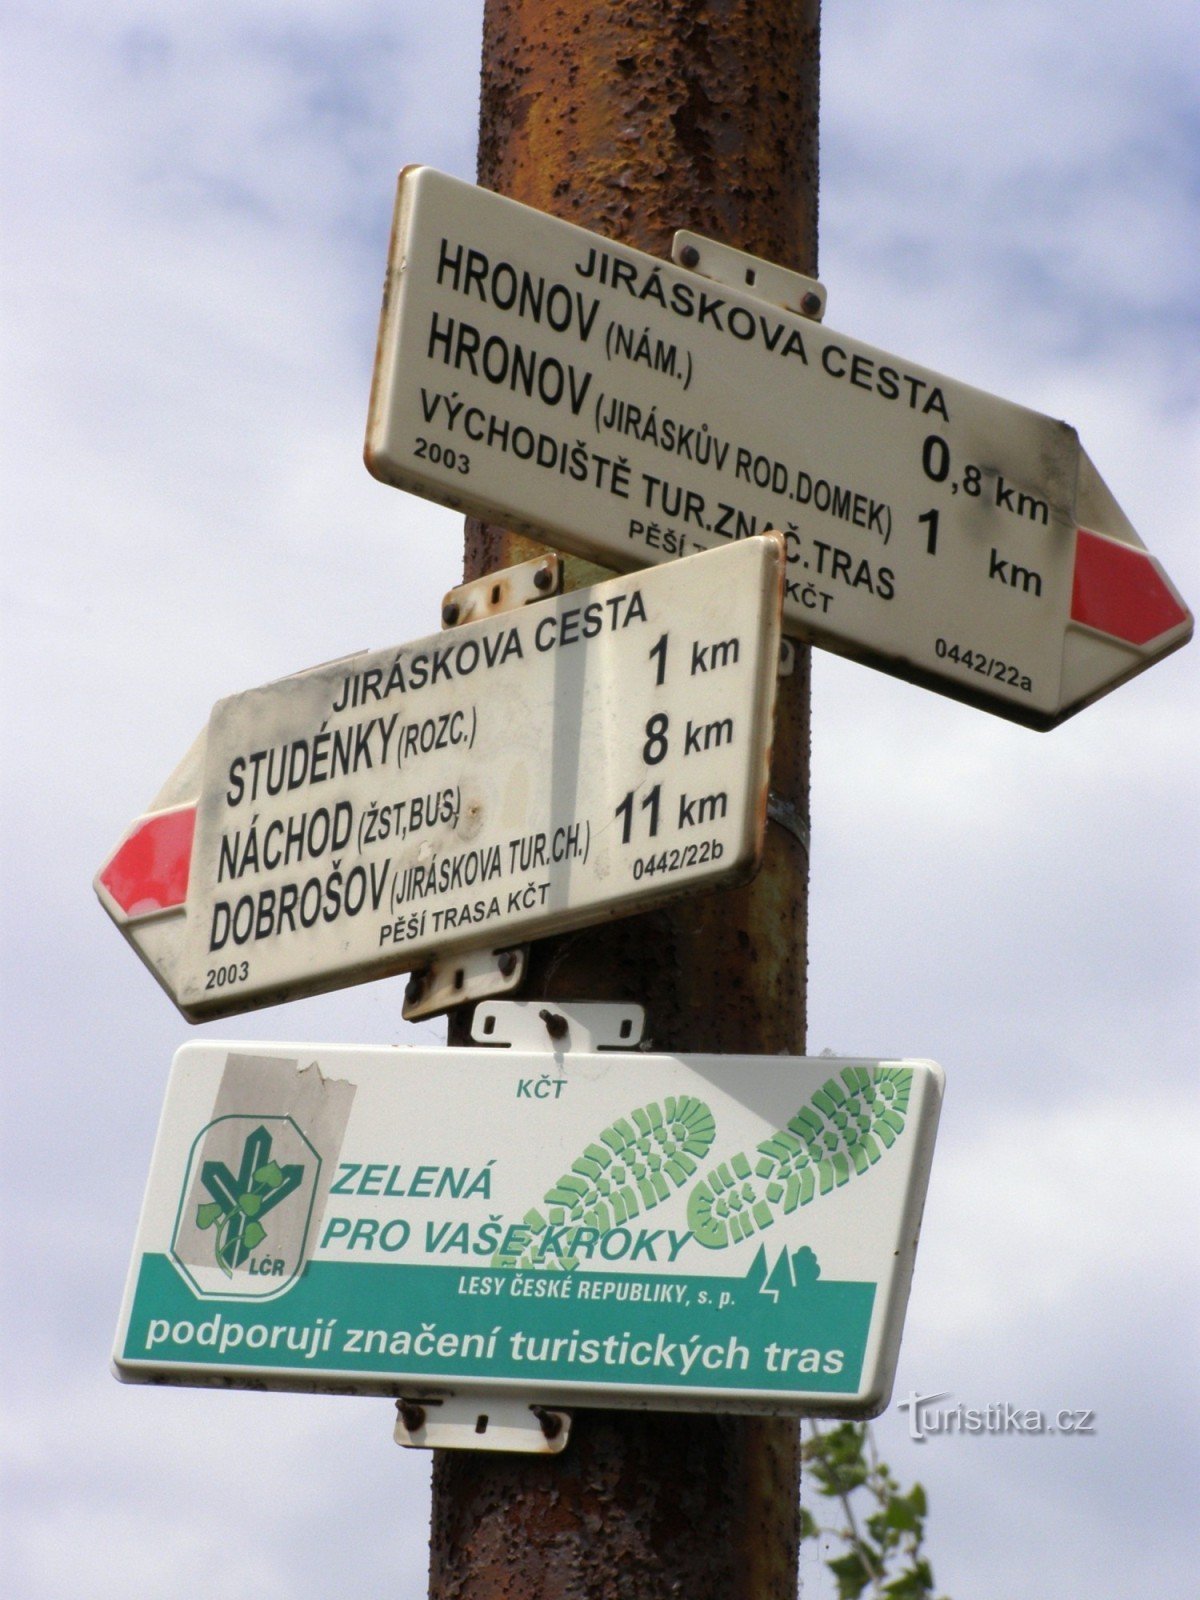 JIRÁSKOVA CESTA
HRONOV (NÁM.) 0,8 km
HRONOV (JIRÁSKŮV ROD.DOMEK) 1 km
VÝCHODIŠTĚ TUR.ZNAČ.TRAS
2003 PĚŠÍ KČT 0442/22a
JIRÁSKOVA CESTA
STUDÉNKY (ROZC.) 1 km
NÁCHOD (ŽST,BUS) 8 km
DOBROŠOV (JIRÁSKOVA TUR.CH.) 11 km
2003 PĚŠÍ TRASA KČT 0442/22b
KČT
ZELENÁ
PRO VAŠE KROKY
LČR
LESY ČESKÉ REPUBLIKY, s. p.
podporují značení turistických tras
Turistika.cz